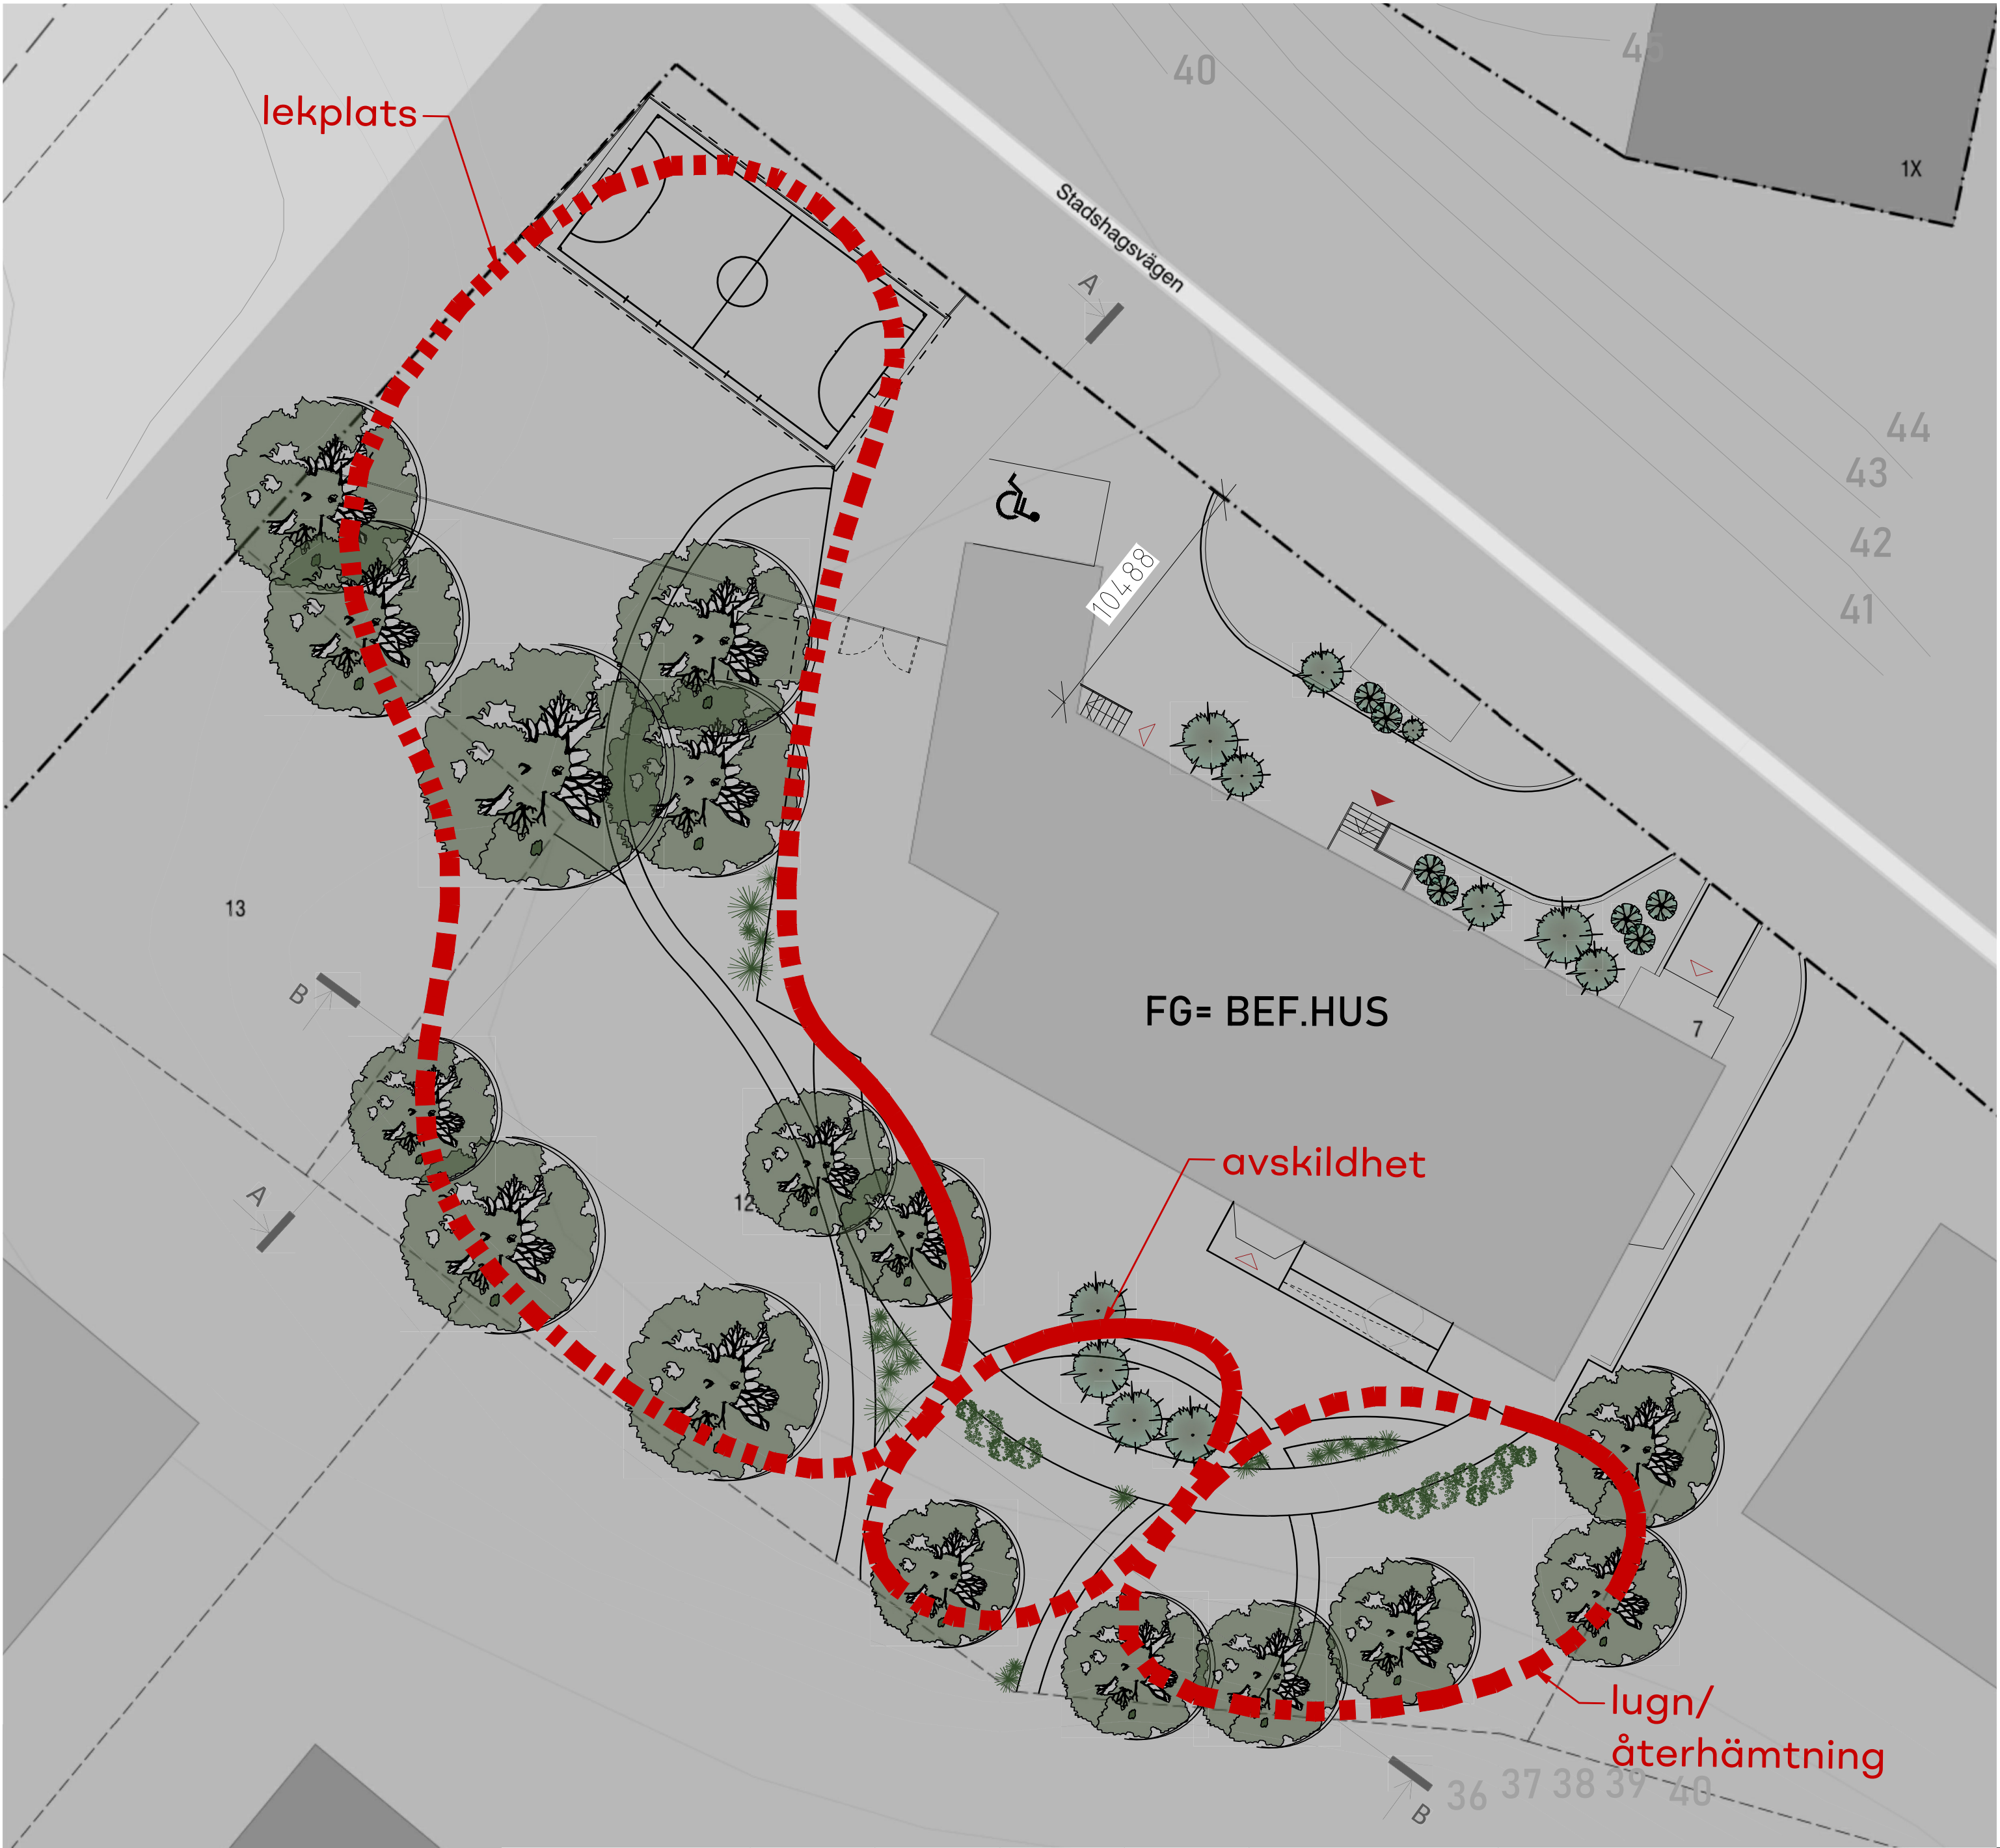 45
40
lekplats
1X
Stadshagsvägen
A
44
43
42
10488
41
13
B
FG= BEF.HUS
7
avskildhet
A
12
lugn/
återhämtning
36 37 38 39 40
B